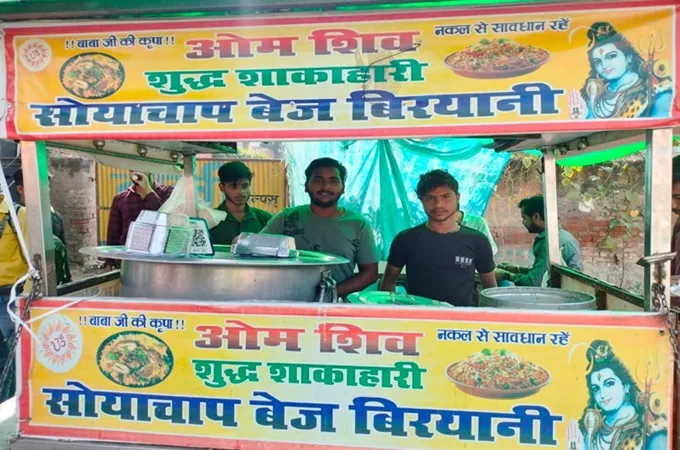 !! बाबा जी की कृपा !!
नकल से सावधान रहें
ॐ
ओम शिव
शुद्ध शाकाहारी
सोयाचाप बेज बिरयानी
!! बाबा जी की कृपा !!
नकल से सावधान रहें
ॐ
ओम शिव
शुद्ध शाकाहारी
सोयाचाप बेज बिरयानी